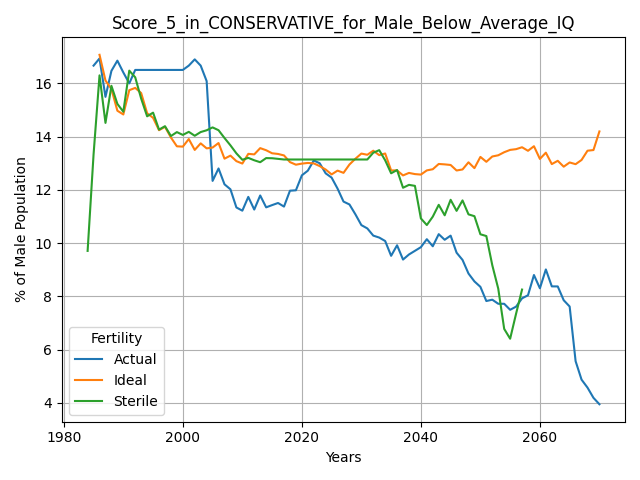 Score_5_in_CONSERVATIVE_for_Male_Below_Average_IQ
% of Male Population
16
14
12
10
8
6
4
Fertility
Actual
Ideal
Sterile
1980
2000
2020
2040
2060
Years